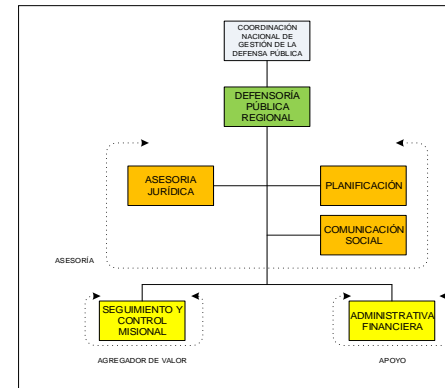 COORDINACIÓN
NACIONAL DE
GESTIÓN DE LA
DEFENSA PÚBLICA
DEFENSORÍA
PÚBLICA
REGIONAL
ASESORIA
JURÍDICA
PLANIFICACIÓN
COMUNICACIÓN
SOCIAL
ASESORÍA
SEGUIMIENTO Y
CONTROL
MISIONAL
ADMINISTRATIVA
FINANCIERA
AGREGADOR DE VALOR
APOYO